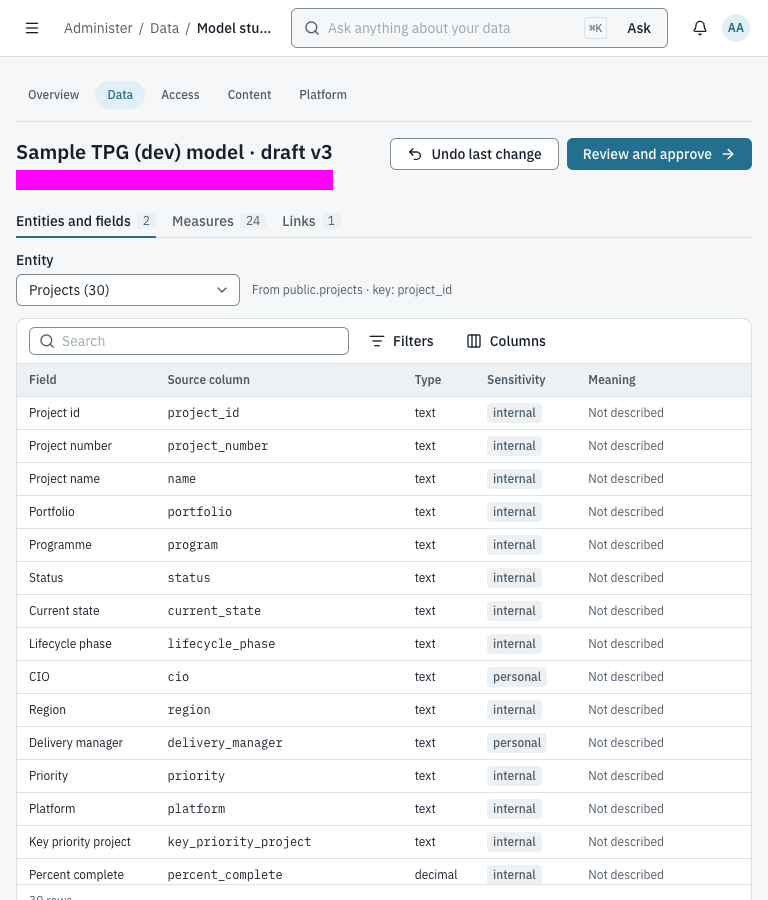 Administer / Data / Model stu...
Ask anything about your data
⌘K
Ask
AA
Overview
Data
Access
Content
Platform
Sample TPG (dev) model · draft v3
Undo last change
Review and approve
Entities and fields 2
Measures 24
Links 1
Entity
Projects (30)
From public.projects · key: project_id
Search
Filters
Columns
Field Source column Type Sensitivity Meaning
Project id project_id text internal Not described
Project number project_number text internal Not described
Project name name text internal Not described
Portfolio portfolio text internal Not described
Programme program text internal Not described
Status status text internal Not described
Current state current_state text internal Not described
Lifecycle phase lifecycle_phase text internal Not described
CIO cio text personal Not described
Region region text internal Not described
Delivery manager delivery_manager text personal Not described
Priority priority text internal Not described
Platform platform text internal Not described
Key priority project key_priority_project text internal Not described
Percent complete percent_complete decimal internal Not described
30 rows